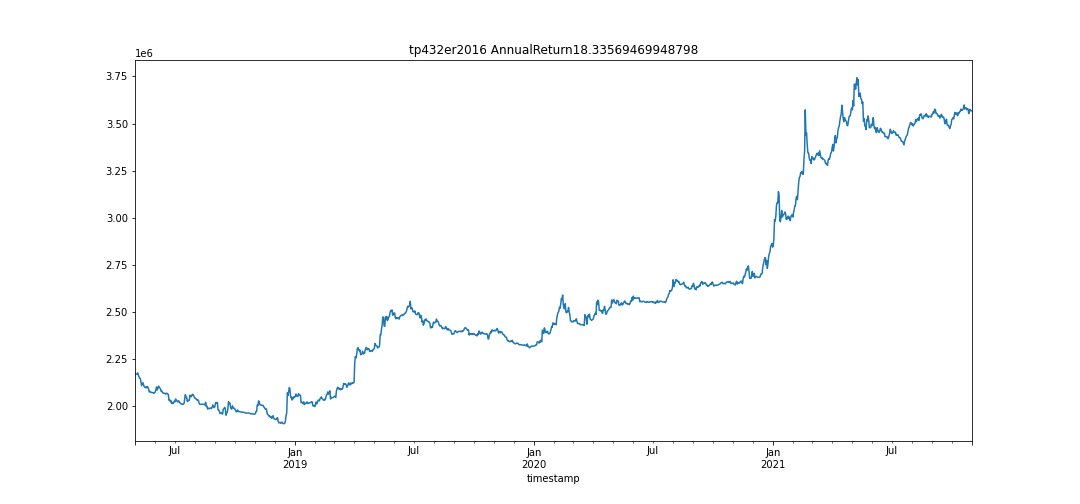 tp432er2016 AnnualReturn18.33569469948798
1e6
3.75
3.50
3.25
3.00
2.75
2.50
2.25
2.00
Jul
Jan
2019
Jul
Jan
2020
Jul
Jan
2021
Jul
timestamp